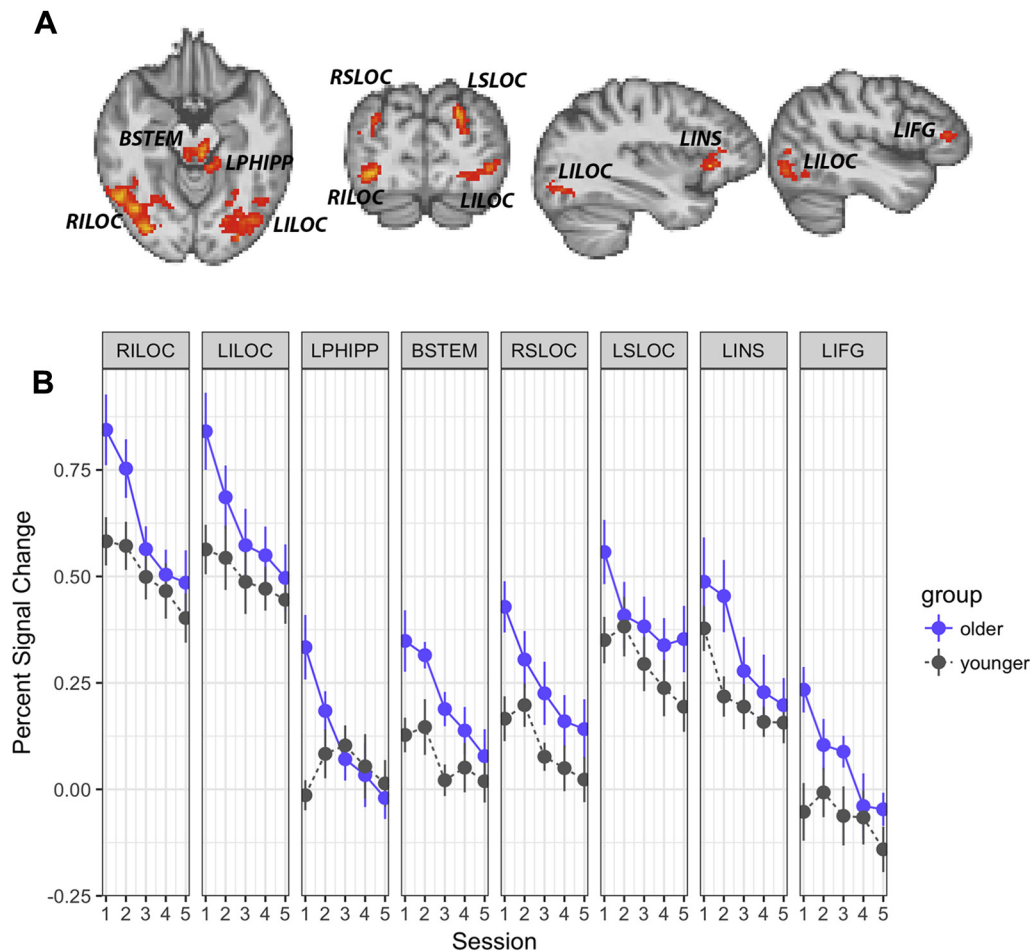 A
RSLOC LSLOC
BSTEM LINS LIFG
LPHIPP LILOC LILOC
RILOC LILOC RILOC LILOC
RILOC LILOC LPHIPP BSTEM RSLOC LSLOC LINS LIFG
B
0.75
0.50
0.25
0.00
-0.25
Percent Signal Change
1 2 3 4 5 1 2 3 4 5 1 2 3 4 5 1 2 3 4 5 1 2 3 4 5 1 2 3 4 5 1 2 3 4 5 1 2 3 4 5
Session
group
older
younger